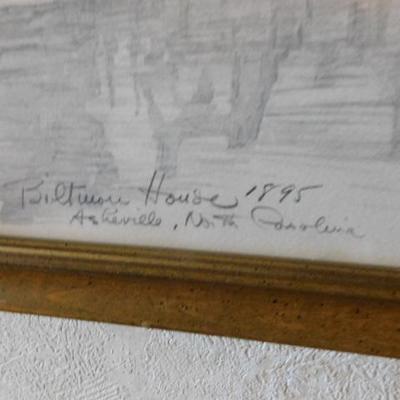 Biltmore House 1895
Asheville, North Carolina